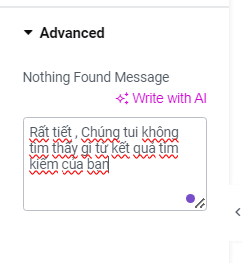 Advanced
Nothing Found Message
Write with AI
Rất tiết , Chúng tui không
tìm thấy gì từ kết quả tìm
kiếm của bạn